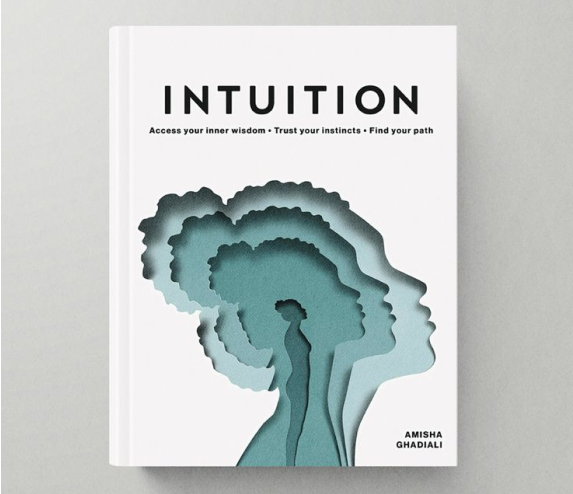 INTUITION
Access your inner wisdom • Trust your instincts • Find your path
AMISHA
GHADIALI